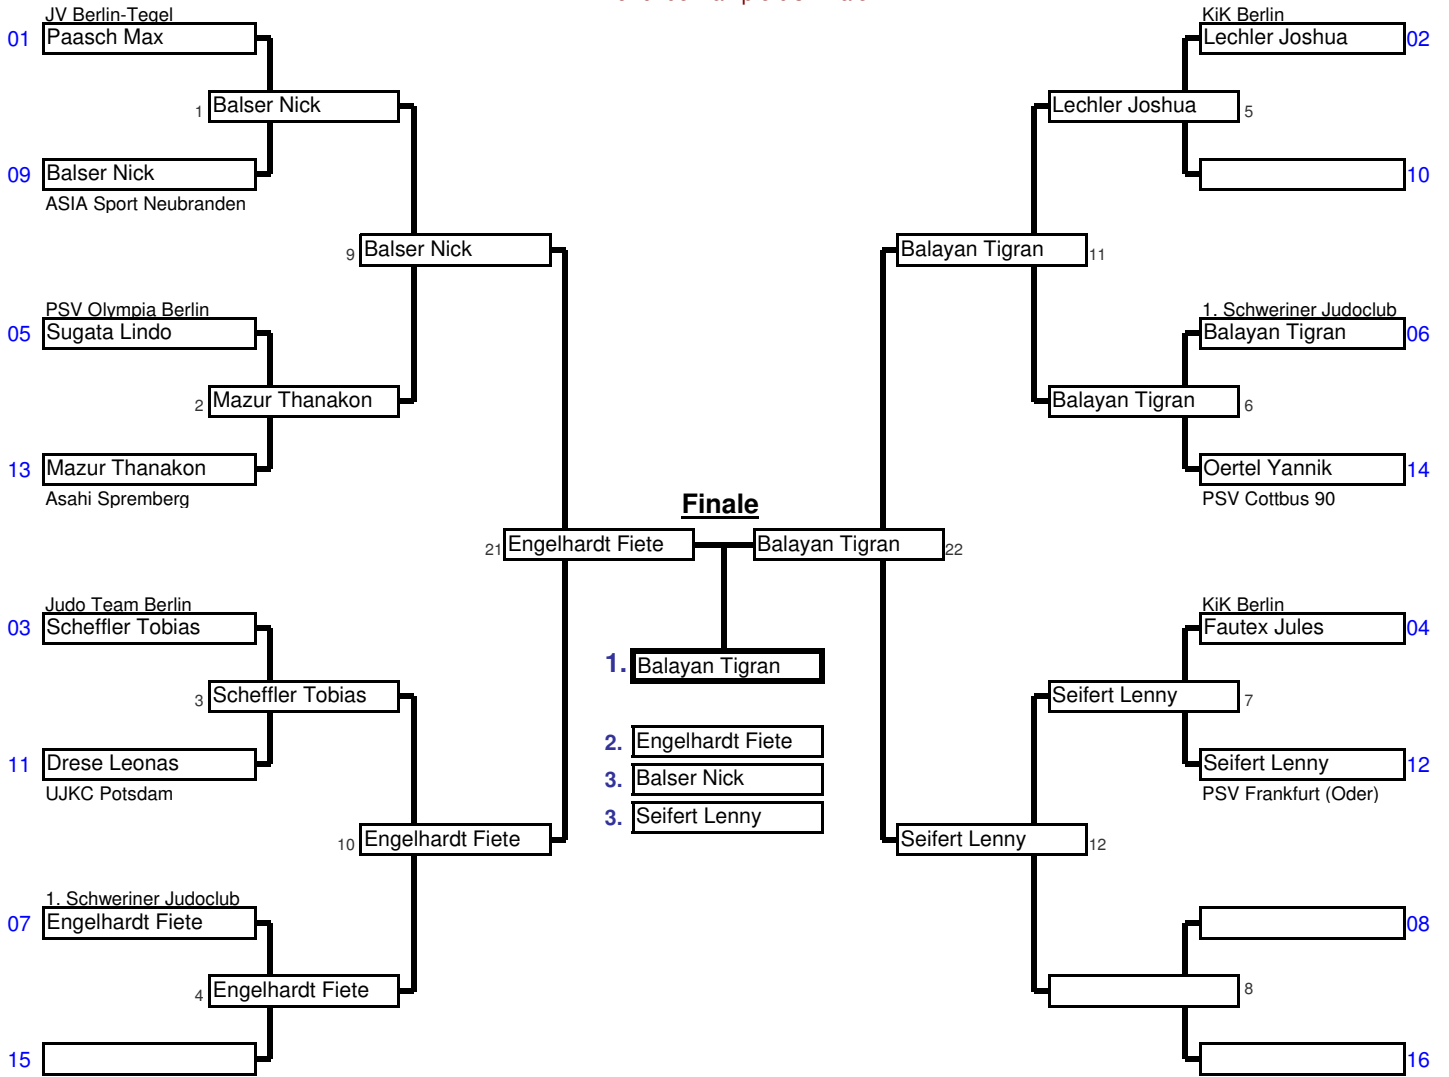 JV Berlin-Tegel
01 Paasch Max
1 Balser Nick
09 Balser Nick
ASIA Sport Neubranden
9 Balser Nick
PSV Olympia Berlin
05 Sugata Lindo
2 Mazur Thanakon
13 Mazur Thanakon
Asahi Spremberg
21 Engelhardt Fiete
Judo Team Berlin
03 Scheffler Tobias
3 Scheffler Tobias
11 Drese Leonas
UJKC Potsdam
10 Engelhardt Fiete
1. Schweriner Judoclub
07 Engelhardt Fiete
4 Engelhardt Fiete
15
Finale
1. Balayan Tigran
2. Engelhardt Fiete
3. Balser Nick
3. Seifert Lenny
KiK Berlin
Lechler Joshua 02
Lechler Joshua 5
10
Balayan Tigran 11
1. Schweriner Judoclub
Balayan Tigran 06
Balayan Tigran 6
Oertel Yannik 14
PSV Cottbus 90
Balayan Tigran 22
KiK Berlin
Fautex Jules 04
Seifert Lenny 7
Seifert Lenny 12
PSV Frankfurt (Oder)
Seifert Lenny 12
08
8
16